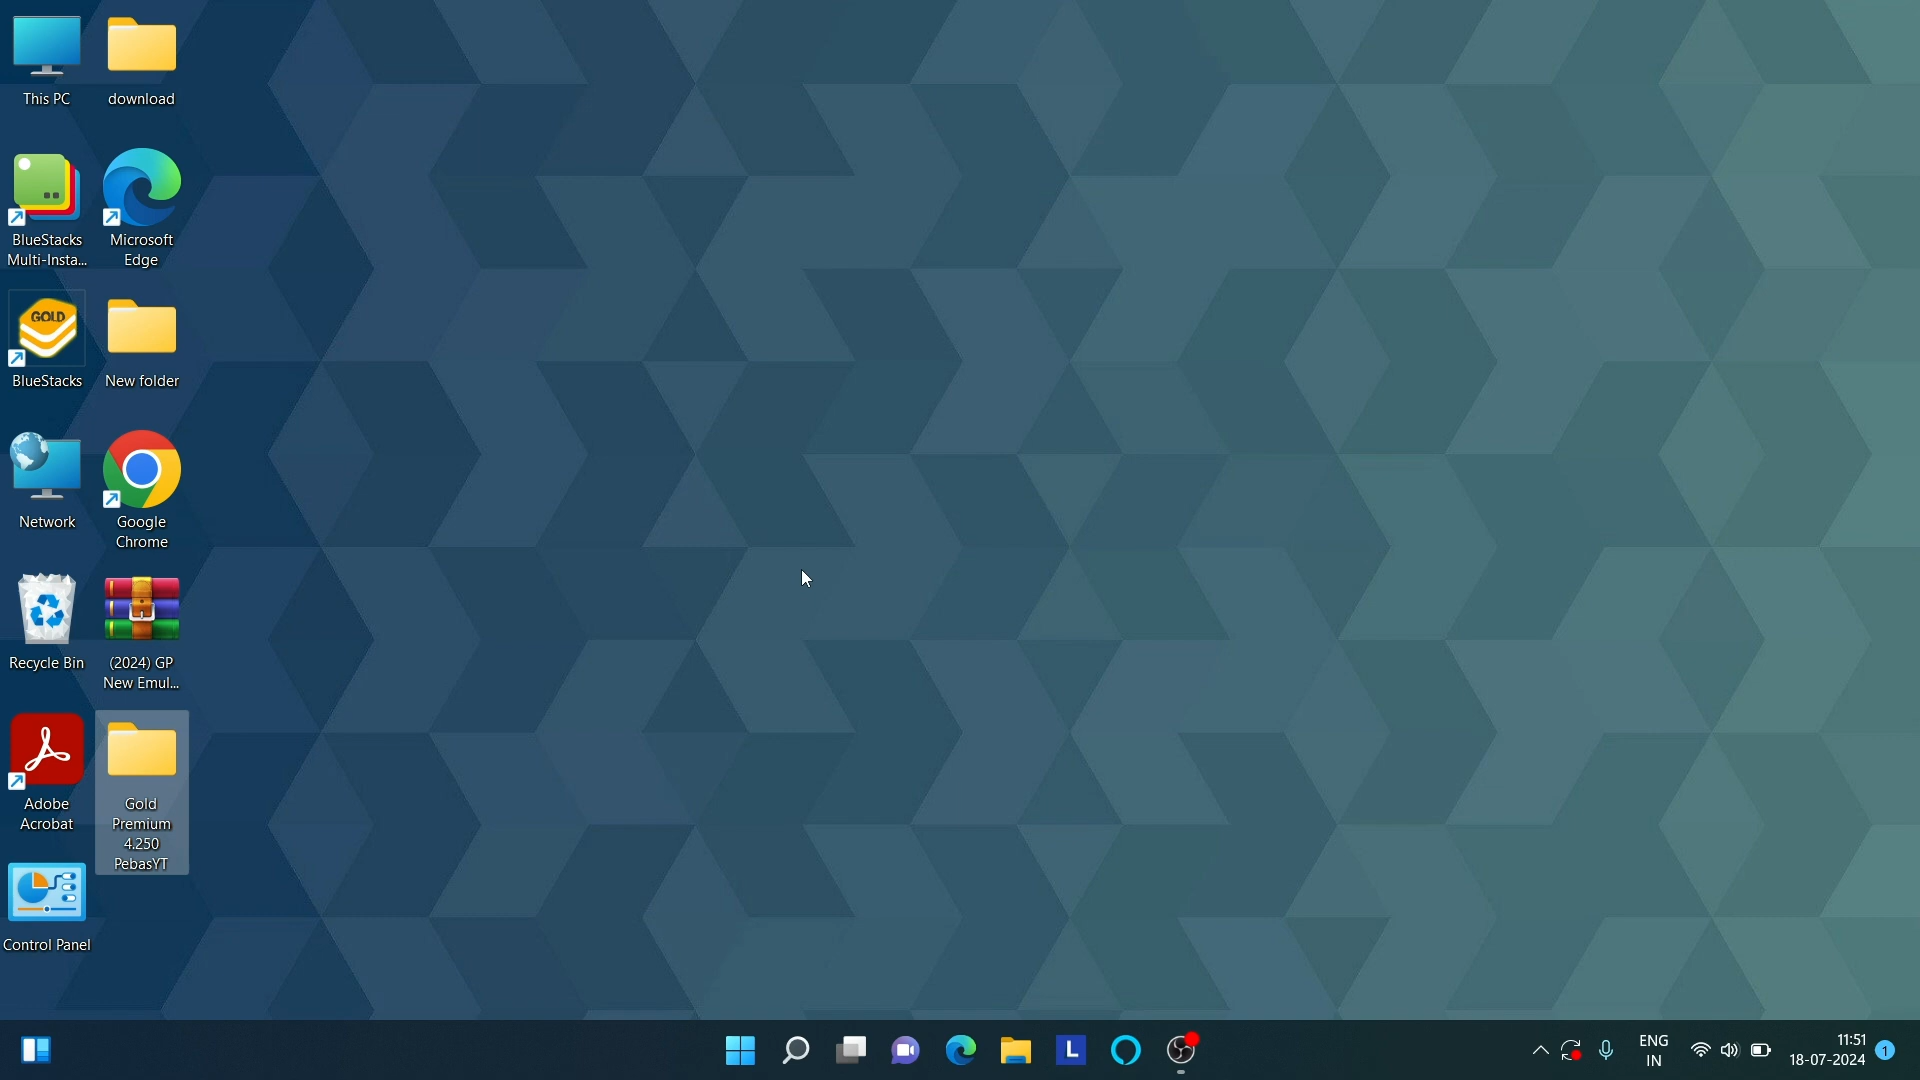 This PC
download
BlueStacks
Multi-Insta...
Microsoft
Edge
GOLD
BlueStacks
New folder
Network
Google
Chrome
Recycle Bin
(2024) GP
New Emul...
Adobe
Acrobat
Gold
Premium
4.250
PebasYT
Control Panel
L
ENG
IN
11:51
18-07-2024
1